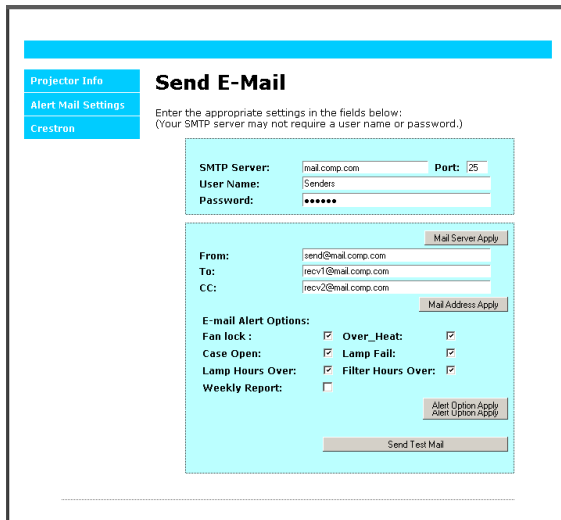 Projector Info
Alert Mail Settings
Crestron
Send E-Mail
Enter the appropriate settings in the fields below:
(Your SMTP server may not require a user name or password.)
SMTP Server: mail.comp.com Port: 25
User Name: Senders
Password: ●●●●●●
Mail Server Apply
From: send@mail.comp.com
To: recv1@mail.comp.com
CC: recv2@mail.comp.com
Mail Address Apply
E-mail Alert Options:
Fan lock : Over_Heat:
Case Open: Lamp Fail:
Lamp Hours Over: Filter Hours Over:
Weekly Report:
Alert Option Apply
Alert Option Apply
Send Test Mail